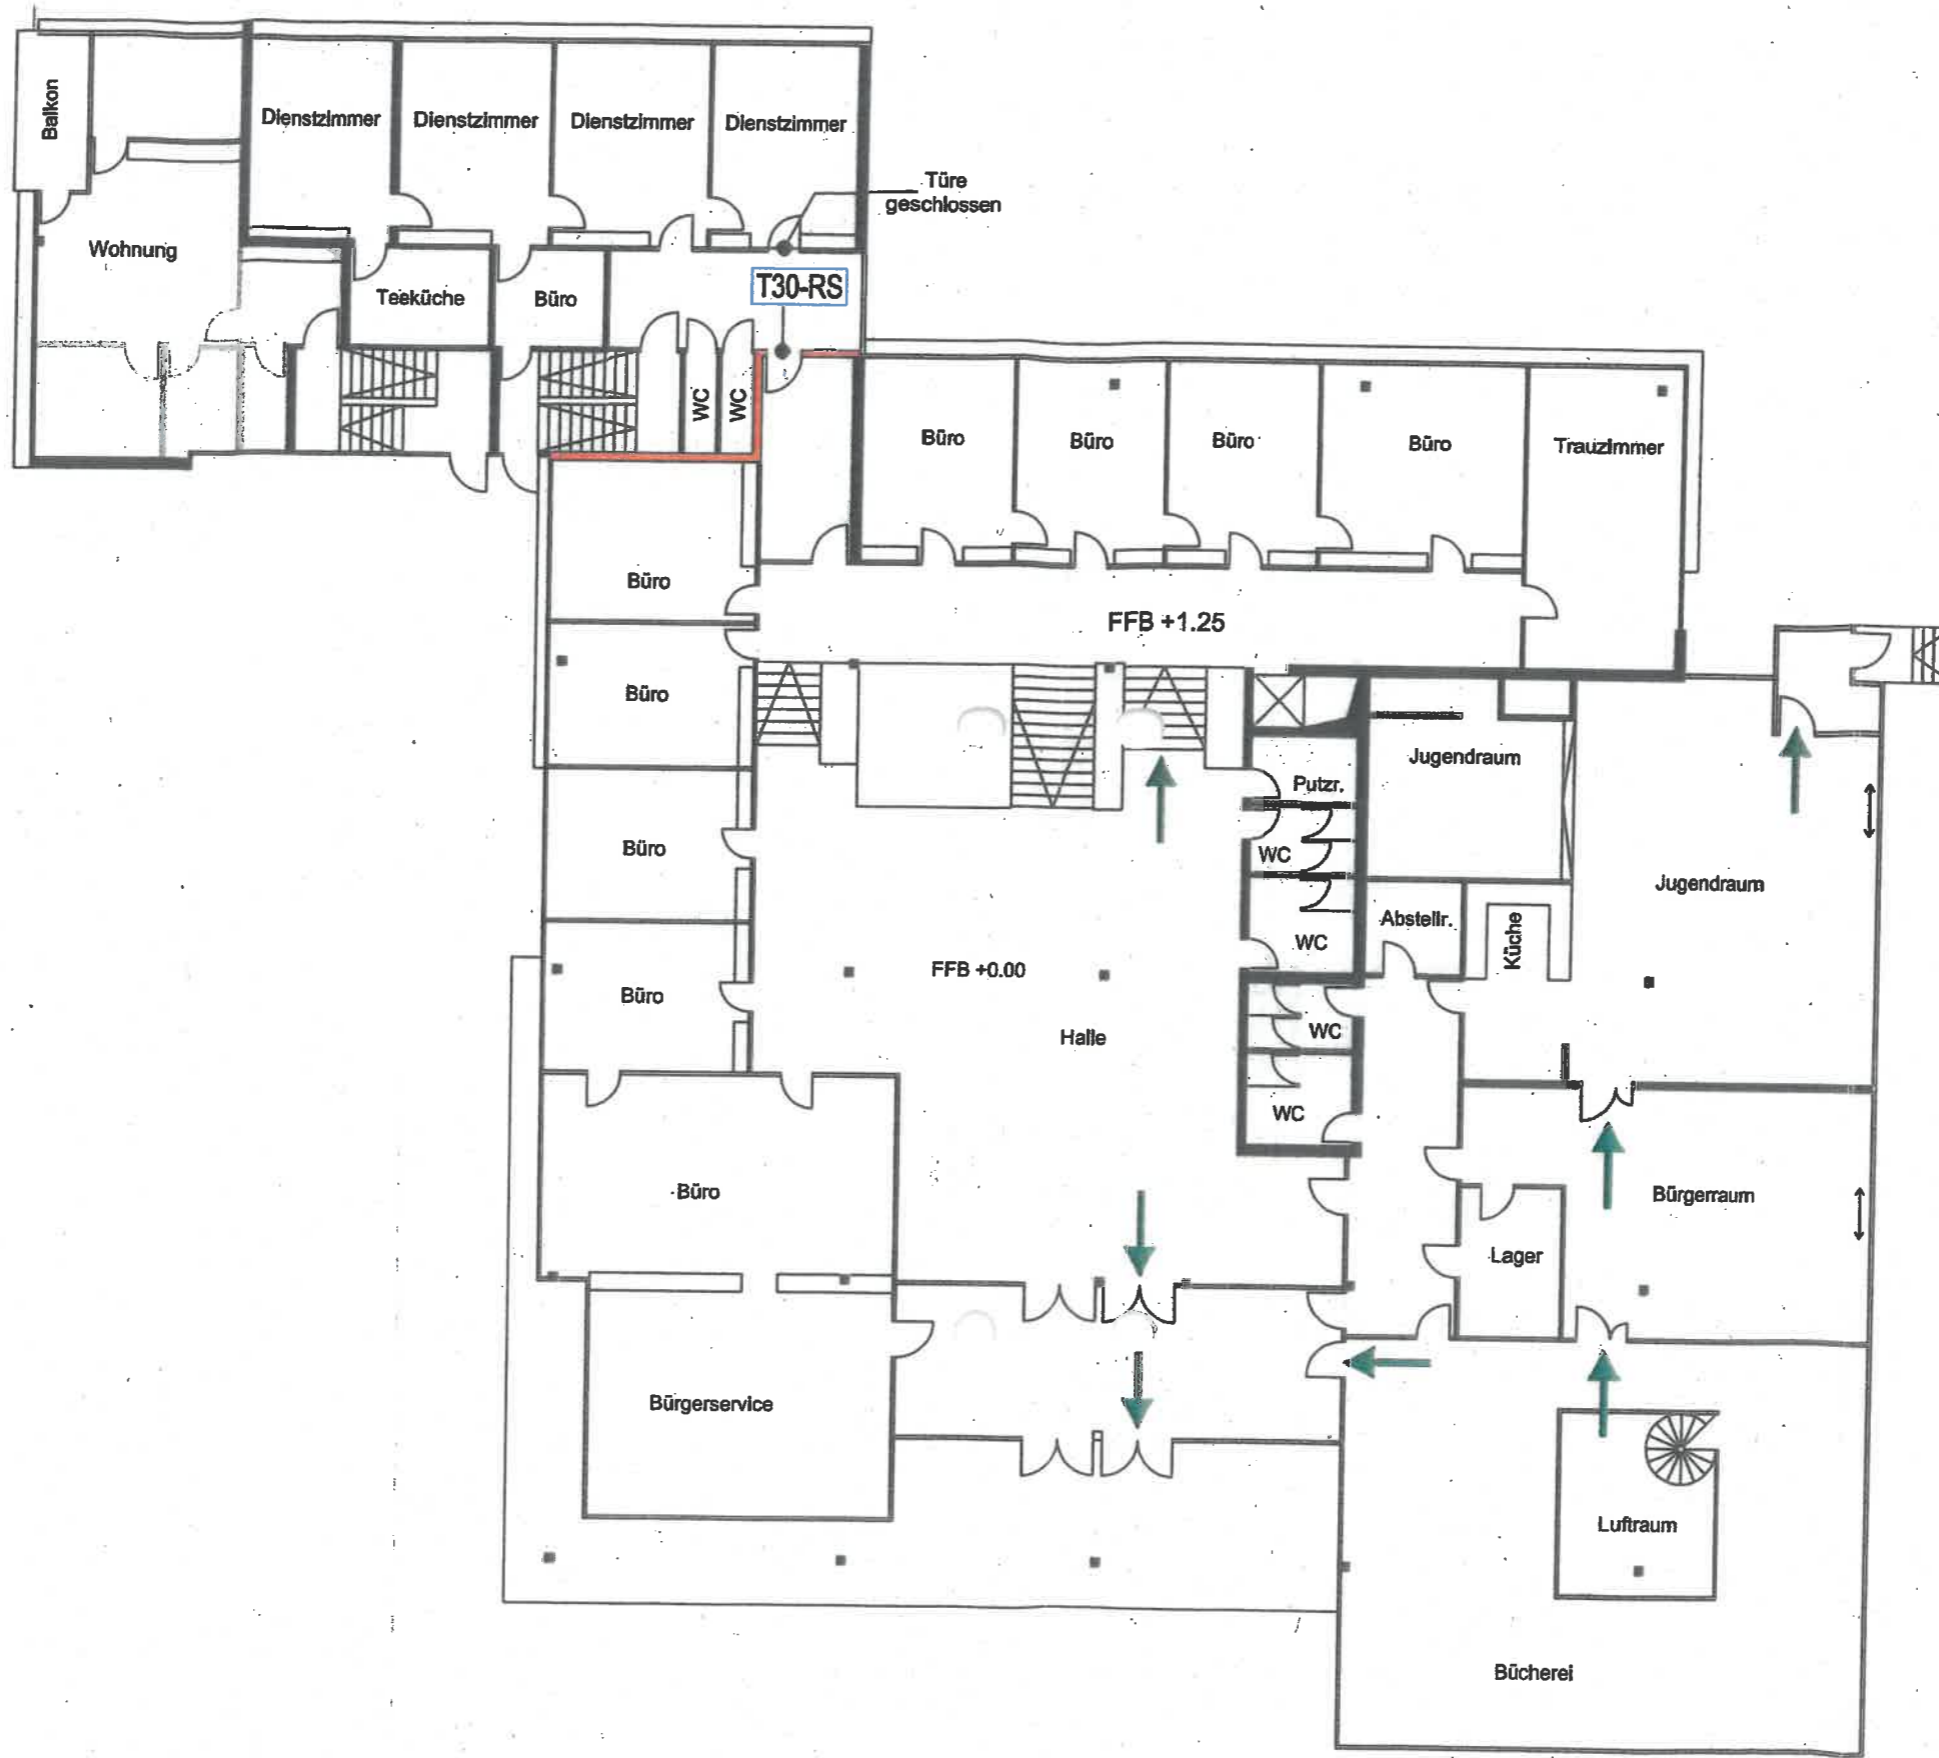 Balkon
Dienstzimmer
Dienstzimmer
Dienstzimmer
Dienstzimmer
Türe
geschlossen
Wohnung
Teeküche
Büro
T30-RS
WC
WC
Büro
Büro
Büro
Büro
Trauzimmer
Büro
FFB +1.25
Büro
Jugendraum
Putzr.
Büro
WC
Jugendraum
Abstellr.
Küche
WC
FFB +0.00
Büro
Halle
WC
WC
Büro
Bürgerraum
Lager
Bürgerservice
Luftraum
Bücherei